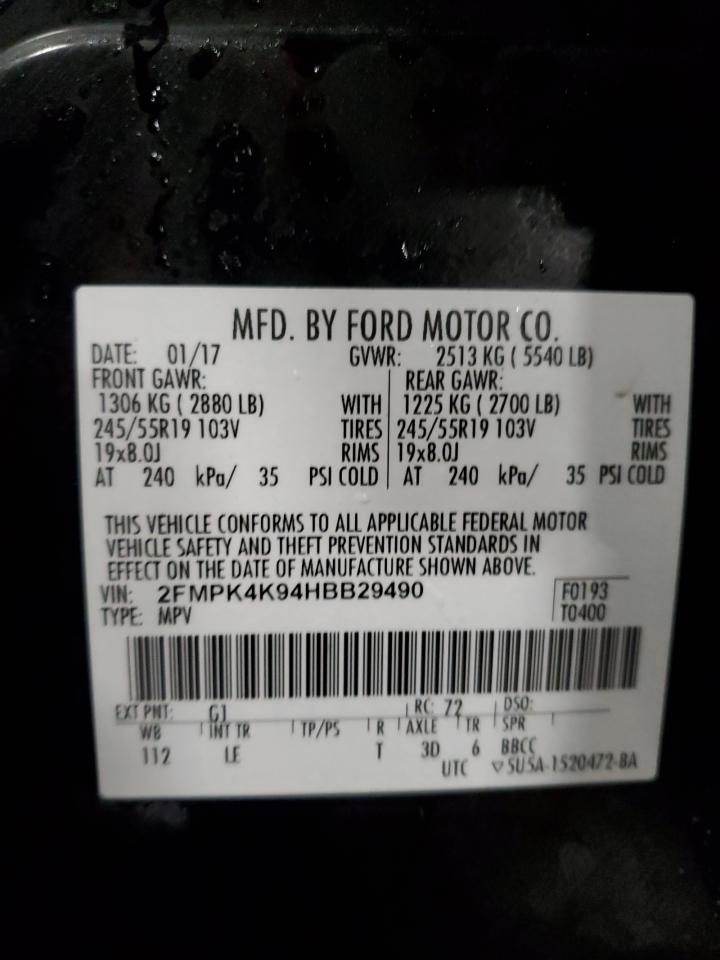 MFD. BY FORD MOTOR CO.
DATE: 01/17 GVWR: 2513 KG ( 5540 LB)
FRONT GAWR: REAR GAWR:
1306 KG ( 2880 LB) WITH 1225 KG ( 2700 LB) WITH
245/55R19 103V TIRES 245/55R19 103V TIRES
19x8.0J RIMS 19x8.0J RIMS
AT 240 kPa/ 35 PSI COLD AT 240 kPa/ 35 PSI COLD
THIS VEHICLE CONFORMS TO ALL APPLICABLE FEDERAL MOTOR
VEHICLE SAFETY AND THEFT PREVENTION STANDARDS IN
EFFECT ON THE DATE OF MANUFACTURE SHOWN ABOVE.
VIN: 2FMPK4K94HBB29490 F0193
TYPE: MPV T0400
EXT PNT: G1 RC: 72 DSO:
WB INT TR TP/PS R AXLE TR SPR
112 LE T 3D 6 BBCC
UTC ▽5U5A-1520472-BA